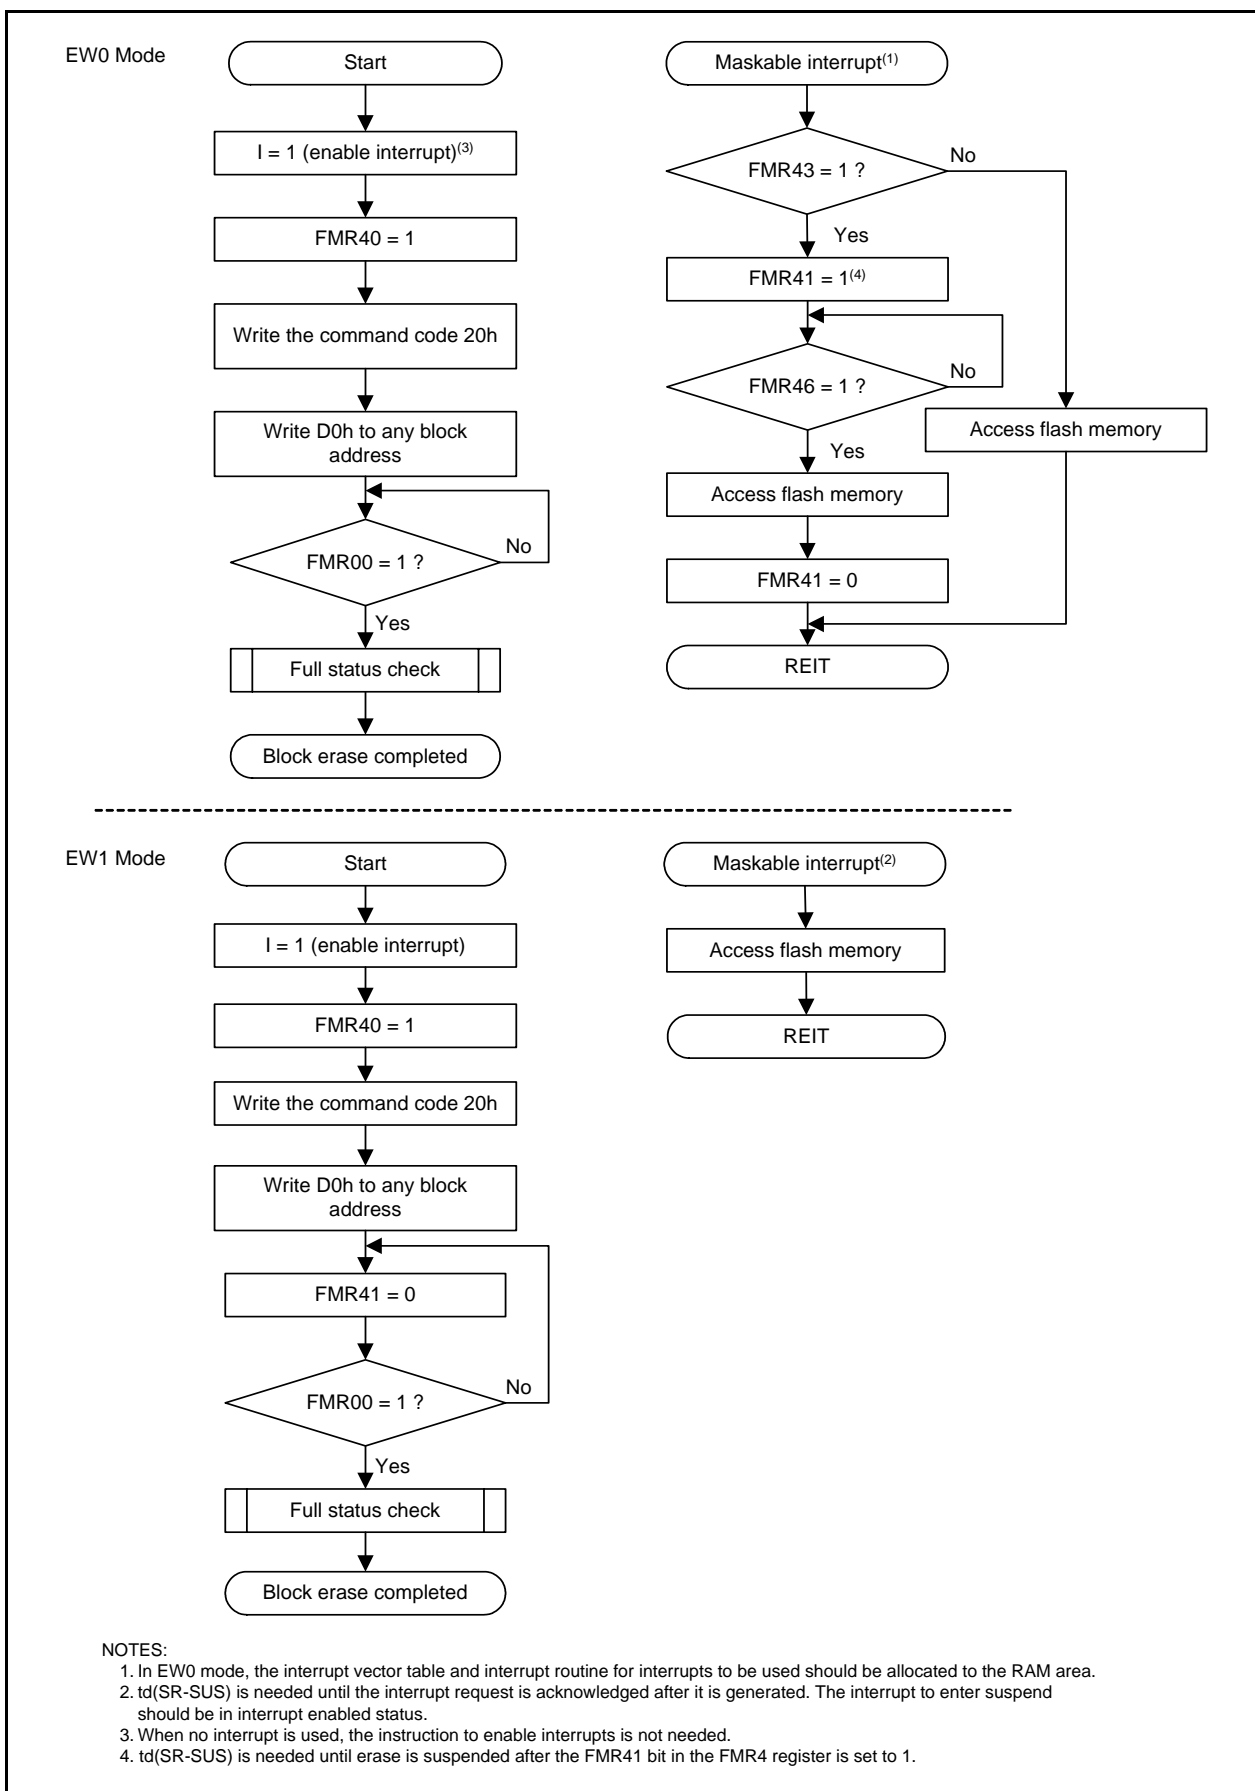 EW0 Mode
Start
I = 1 (enable interrupt)(3)
FMR40 = 1
Write the command code 20h
Write D0h to any block
address
FMR00 = 1 ?
No
Yes
Full status check
Block erase completed
Maskable interrupt(1)
FMR43 = 1 ?
No
Yes
FMR41 = 1(4)
FMR46 = 1 ?
No
Yes
Access flash memory
Access flash memory
FMR41 = 0
REIT
EW1 Mode
Start
I = 1 (enable interrupt)
FMR40 = 1
Write the command code 20h
Write D0h to any block
address
FMR41 = 0
FMR00 = 1 ?
No
Yes
Full status check
Block erase completed
Maskable interrupt(2)
Access flash memory
REIT
NOTES:
1. In EW0 mode, the interrupt vector table and interrupt routine for interrupts to be used should be allocated to the RAM area.
2. td(SR-SUS) is needed until the interrupt request is acknowledged after it is generated. The interrupt to enter suspend
should be in interrupt enabled status.
3. When no interrupt is used, the instruction to enable interrupts is not needed.
4. td(SR-SUS) is needed until erase is suspended after the FMR41 bit in the FMR4 register is set to 1.